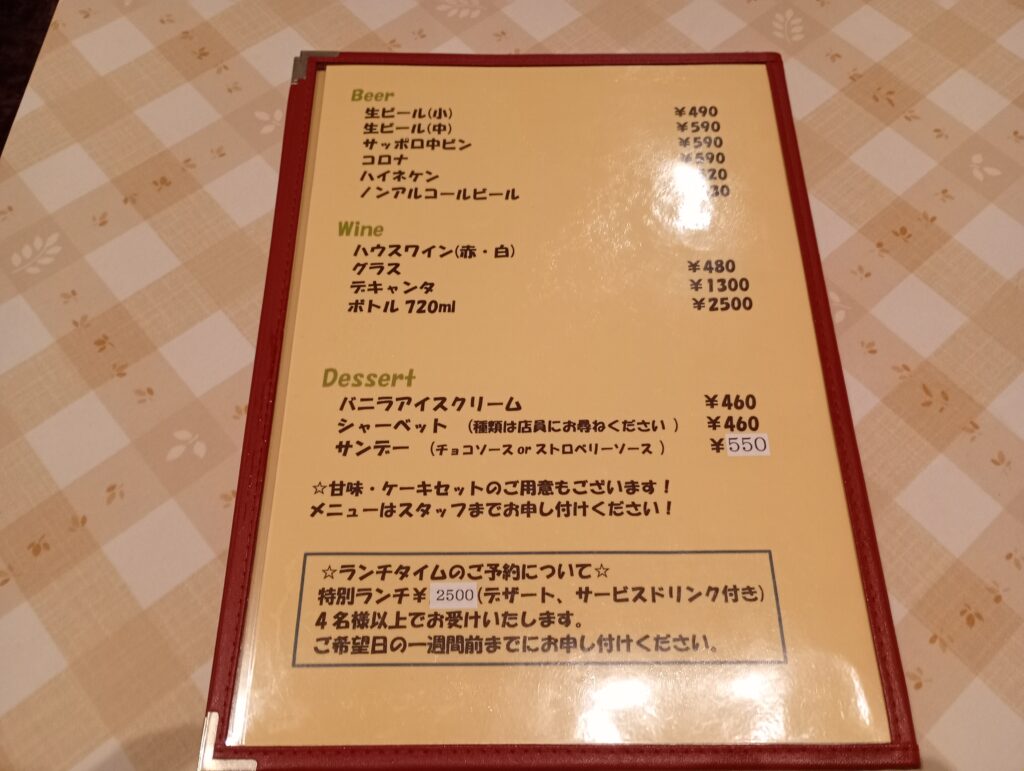 Beer
生ビール(小) ¥490
生ビール(中) ¥590
サッポロ中ビン ¥590
コロナ ¥590
ハイネケン
ノンアルコールビール
Wine
ハウスワイン(赤・白)
グラス ¥480
デキャンタ ¥1300
ボトル 720ml ¥2500
Dessert
バニラアイスクリーム ¥460
シャーベット (種類は店員にお尋ねください) ¥460
サンデー (チョコソース or ストロベリーソース) ¥550
☆甘味・ケーキセットのご用意もございます!
メニューはスタッフまでお申し付けください!
☆ランチタイムのご予約について☆
特別ランチ¥2500(デザート、サービスドリンク付き)
4名様以上でお受けいたします。
ご希望日の一週間前までにお申し付けください。